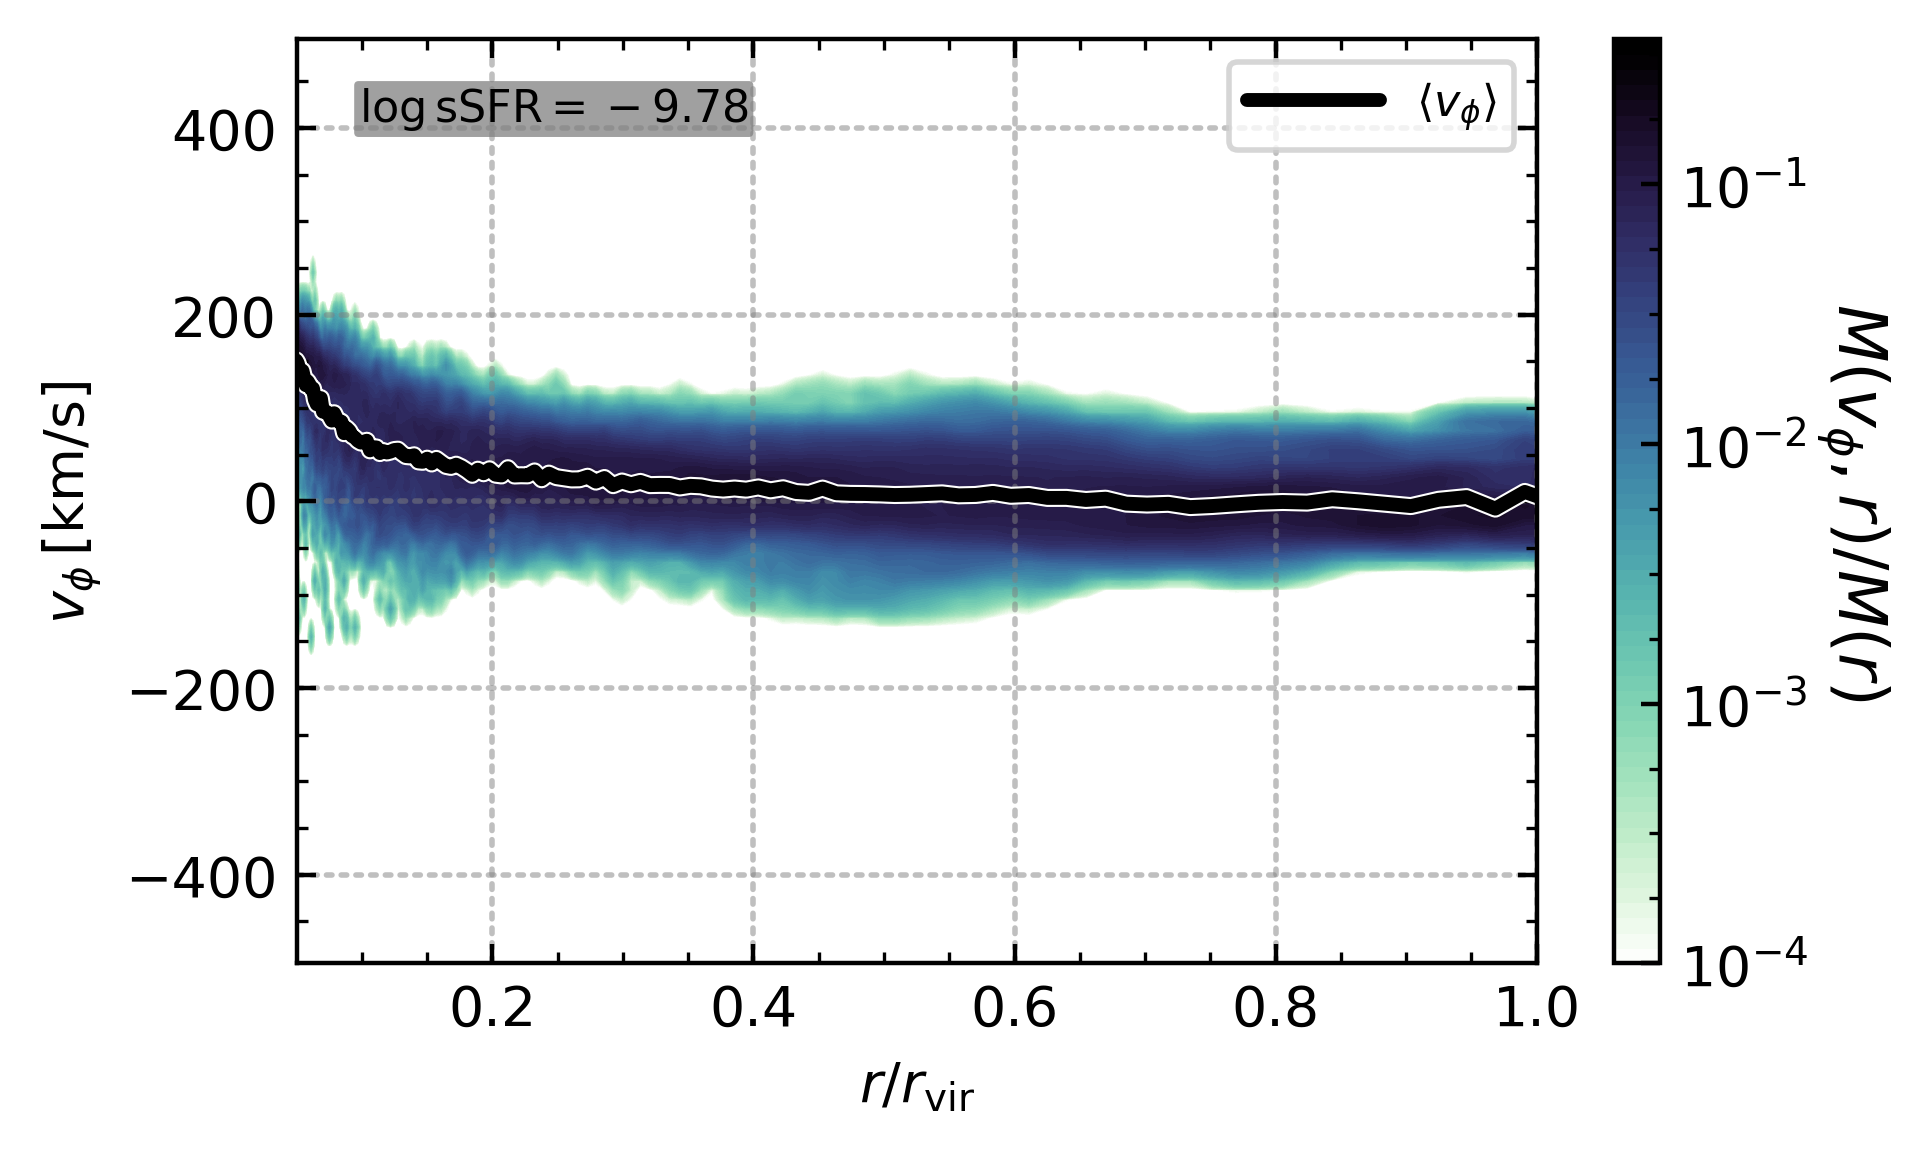 log sSFR = −9.78
⟨v_ϕ⟩
400
200
0
−200
−400
v_ϕ [km/s]
0.2 0.4 0.6 0.8 1.0
r/r_vir
10⁻¹
10⁻²
10⁻³
10⁻⁴
M(v_ϕ, r)/M(r)